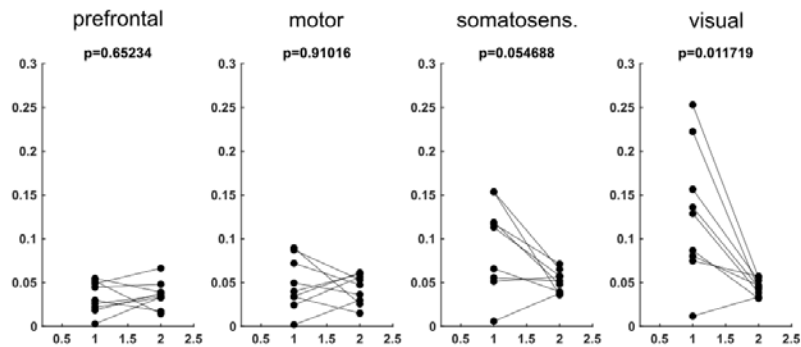 prefrontal motor somatosens. visual
p=0.65234 p=0.91016 p=0.054688 p=0.011719
0.3 0.3 0.3 0.3
0.25 0.25 0.25 0.25
0.2 0.2 0.2 0.2
0.15 0.15 0.15 0.15
0.1 0.1 0.1 0.1
0.05 0.05 0.05 0.05
0 0 0 0
0.5 1 1.5 2 2.5 0.5 1 1.5 2 2.5 0.5 1 1.5 2 2.5 0.5 1 1.5 2 2.5